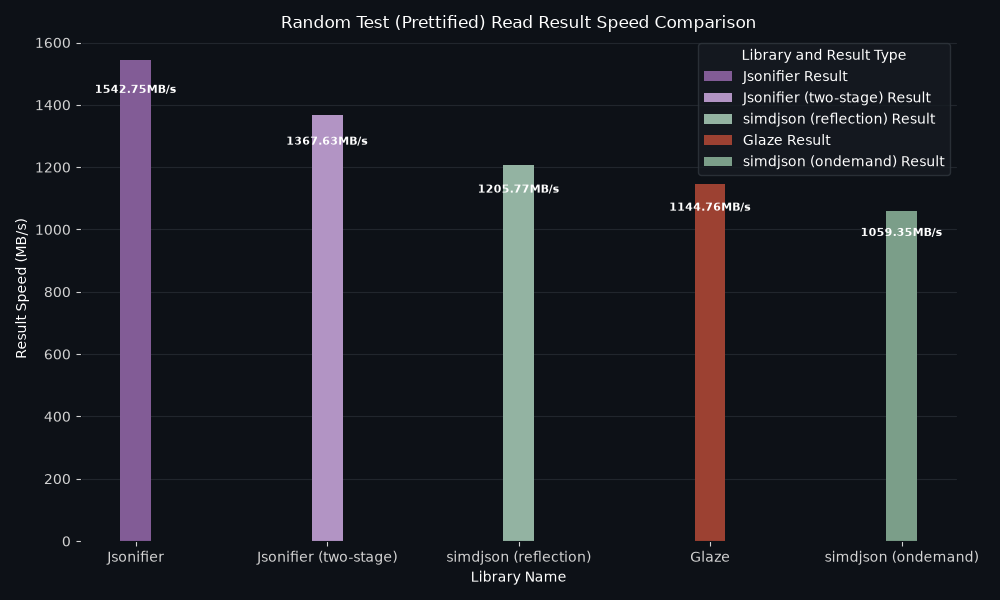 Random Test (Prettified) Read Result Speed Comparison
Result Speed (MB/s)
1600
1400
1200
1000
800
600
400
200
0
1542.75MB/s
1367.63MB/s
1205.77MB/s
1144.76MB/s
1059.35MB/s
Library and Result Type
Jsonifier Result
Jsonifier (two-stage) Result
simdjson (reflection) Result
Glaze Result
simdjson (ondemand) Result
Jsonifier
Jsonifier (two-stage)
simdjson (reflection)
Glaze
simdjson (ondemand)
Library Name